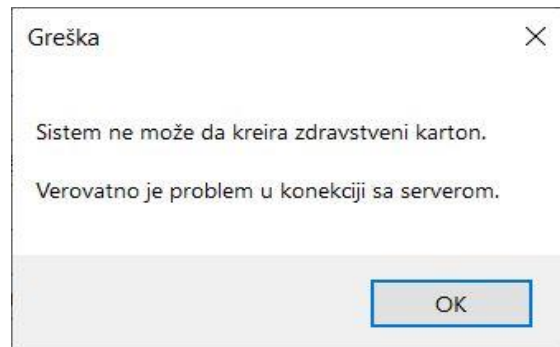 Greška
Sistem ne može da kreira zdravstveni karton.
Verovatno je problem u konekciji sa serverom.
OK